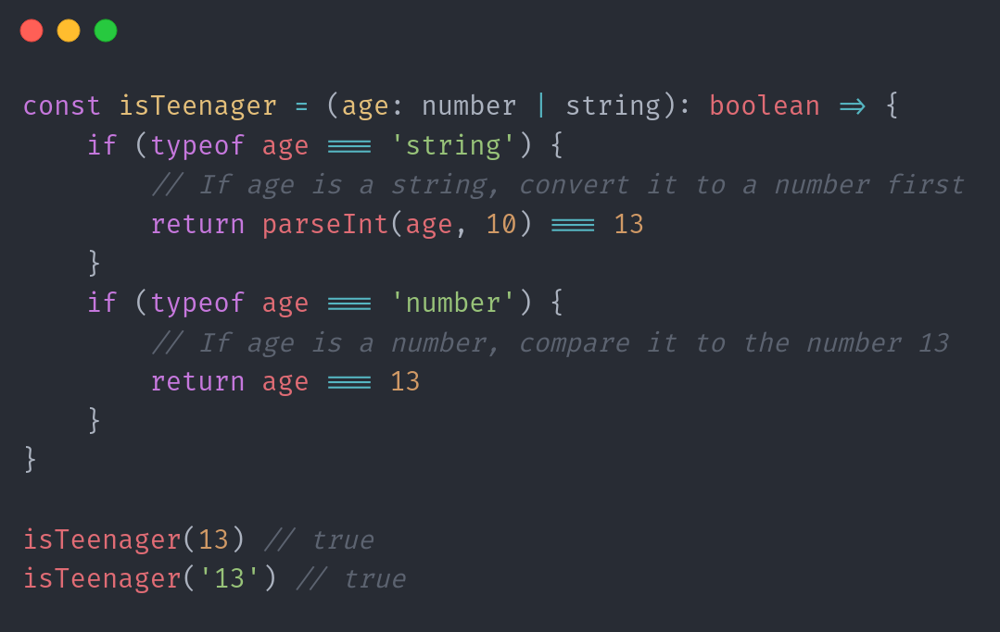 const isTeenager = (age: number | string): boolean => {
    if (typeof age === 'string') {
        // If age is a string, convert it to a number first
        return parseInt(age, 10) === 13
    }
    if (typeof age === 'number') {
        // If age is a number, compare it to the number 13
        return age === 13
    }
}

isTeenager(13) // true
isTeenager('13') // true